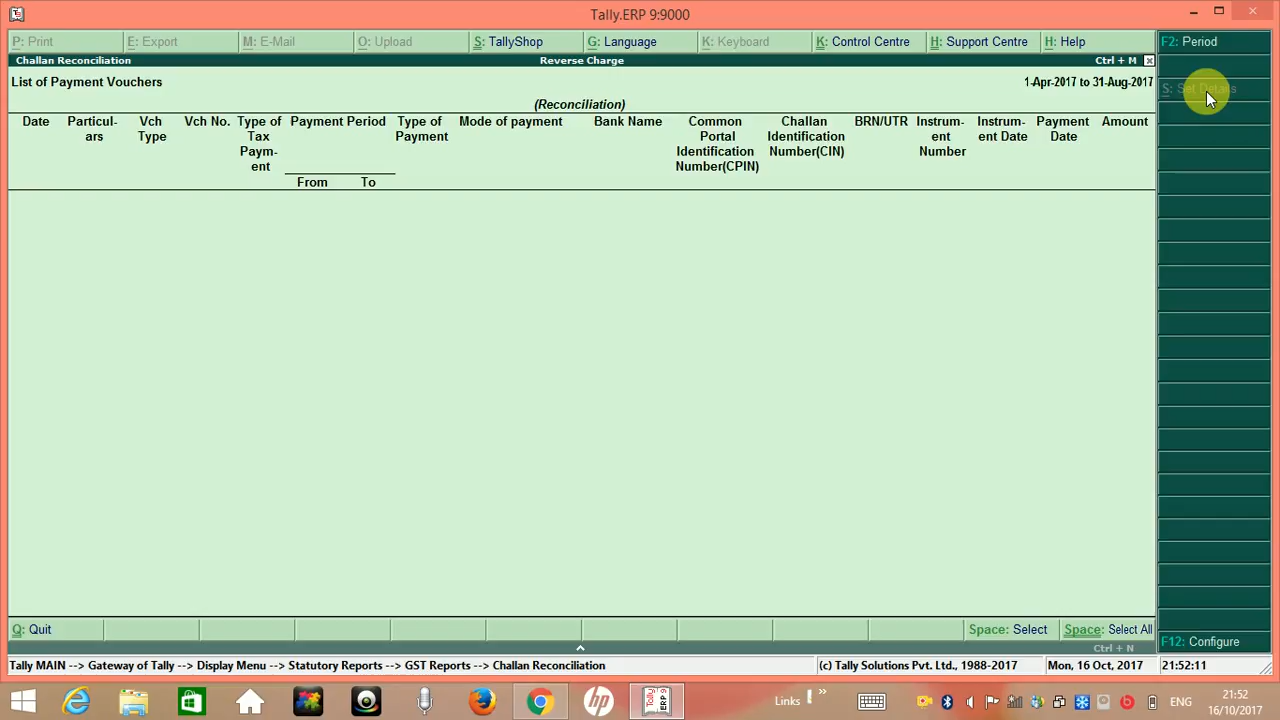 Tally.ERP 9:9000
P: Print E: Export M: E-Mail O: Upload S: TallyShop G: Language K: Keyboard K: Control Centre H: Support Centre H: Help F2: Period
Challan Reconciliation Reverse Charge Ctrl + M
List of Payment Vouchers 1-Apr-2017 to 31-Aug-2017
S: Set Details
(Reconciliation)
Date Particul- Vch Vch No. Type of Payment Period Type of Mode of payment Bank Name Common Challan BRN/UTR Instrum- Instrum- Payment Amount
ars Type Tax Payment Portal Identification ent ent Date Date
Paym- Identification Number(CIN) Number
ent Number(CPIN)
From To
Q: Quit Space: Select Space: Select All
F12: Configure
Ctrl + N
Tally MAIN --> Gateway of Tally --> Display Menu --> Statutory Reports --> GST Reports --> Challan Reconciliation (c) Tally Solutions Pvt. Ltd., 1988-2017 Mon, 16 Oct, 2017 21:52:11
Links » ENG 21:52
16/10/2017
Tally
ERP 9
hp